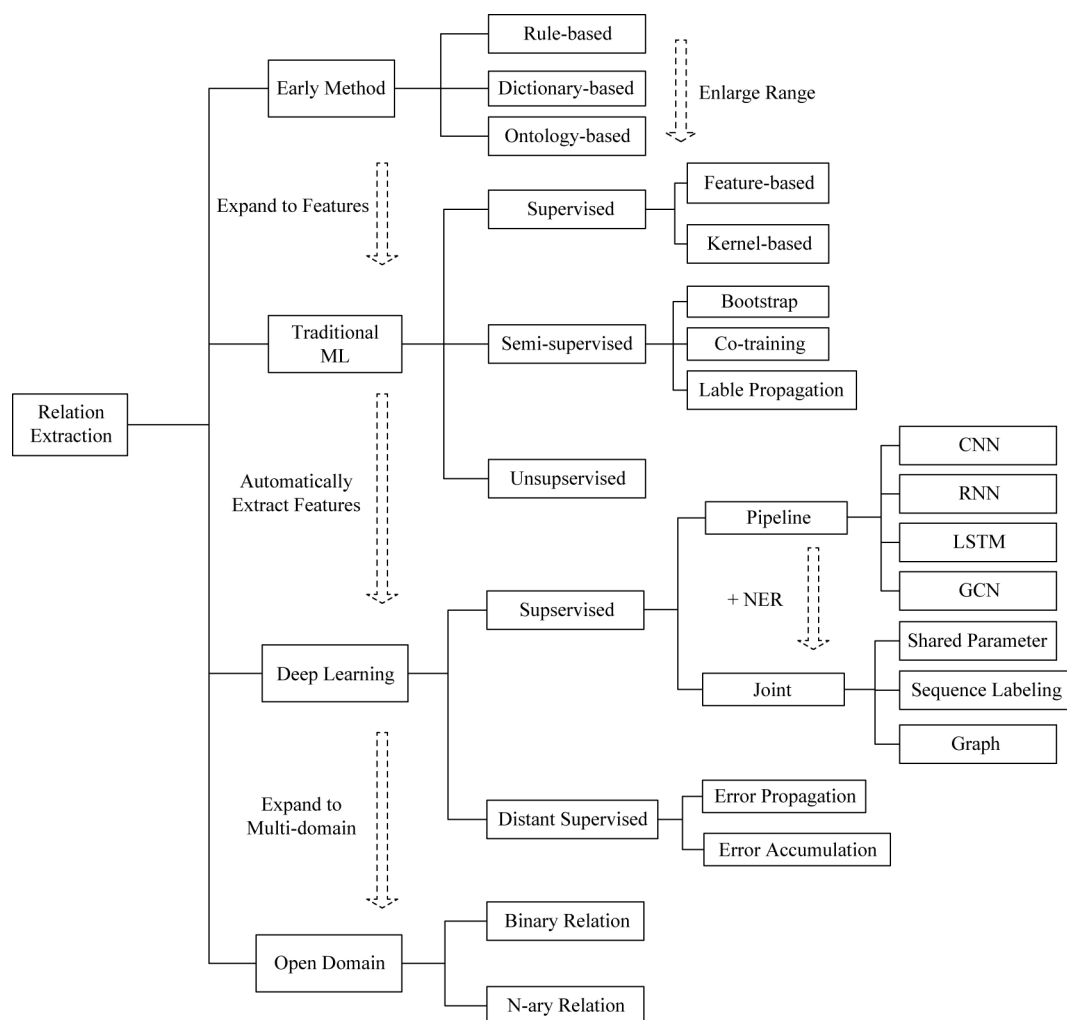 Relation
Extraction
Early Method
Rule-based
Dictionary-based
Ontology-based
Enlarge Range
Expand to Features
Traditional
ML
Supervised
Feature-based
Kernel-based
Semi-supervised
Bootstrap
Co-training
Lable Propagation
Unsupservised
Automatically
Extract Features
Deep Learning
Supservised
Pipeline
CNN
RNN
LSTM
GCN
+ NER
Joint
Shared Parameter
Sequence Labeling
Graph
Distant Supervised
Error Propagation
Error Accumulation
Expand to
Multi-domain
Open Domain
Binary Relation
N-ary Relation